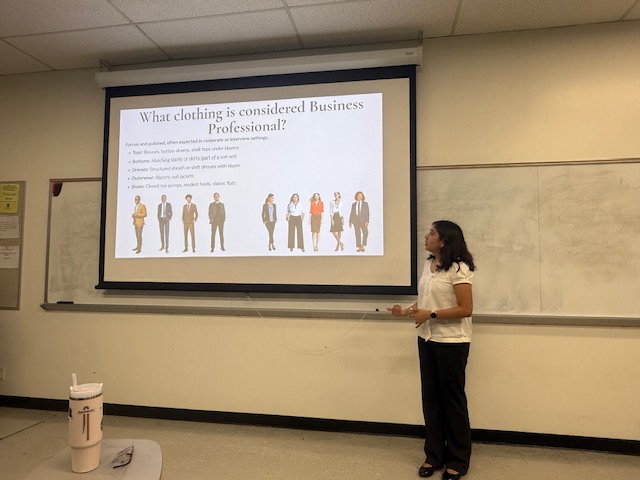 What clothing is considered Business
Professional?
Formal and polished, often expected in corporate or interview settings.
Tops: Blouses, button-downs, shell tops under blazers
Bottoms: Matching slacks or skirts (part of a suit set)
Dresses: Structured sheath or shift dresses with blazer
Outerwear: Blazers, suit jackets
Shoes: Closed-toe pumps, modest heels, classic flats